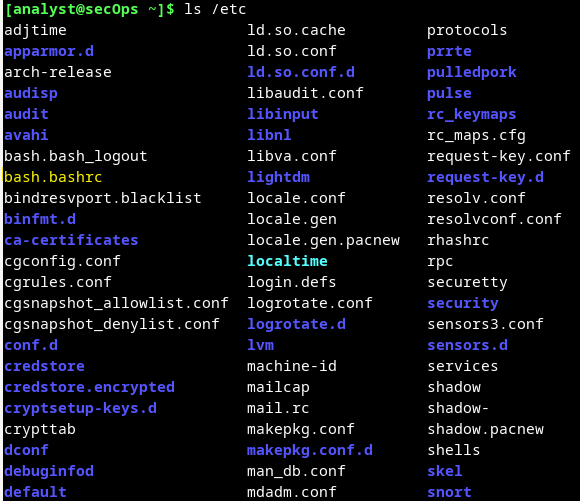 [analyst@secOps ~]$ ls /etc
adjtime ld.so.cache protocols
apparmor.d ld.so.conf prrte
arch-release ld.so.conf.d pulledpork
audisp libaudit.conf pulse
audit libinput rc_keymaps
avahi libnl rc_maps.cfg
bash.bash_logout libva.conf request-key.conf
bash.bashrc lightdm request-key.d
bindresvport.blacklist locale.conf resolv.conf
binfmt.d locale.gen resolvconf.conf
ca-certificates locale.gen.pacnew rhashrc
cgconfig.conf localtime rpc
cgrules.conf login.defs securetty
cgsnapshot_allowlist.conf logrotate.conf security
cgsnapshot_denylist.conf logrotate.d sensors3.conf
conf.d lvm sensors.d
credstore machine-id services
credstore.encrypted mailcap shadow
cryptsetup-keys.d mail.rc shadow-
crypttab makepkg.conf shadow.pacnew
dconf makepkg.conf.d shells
debuginfod man_db.conf skel
default mdadm.conf snort